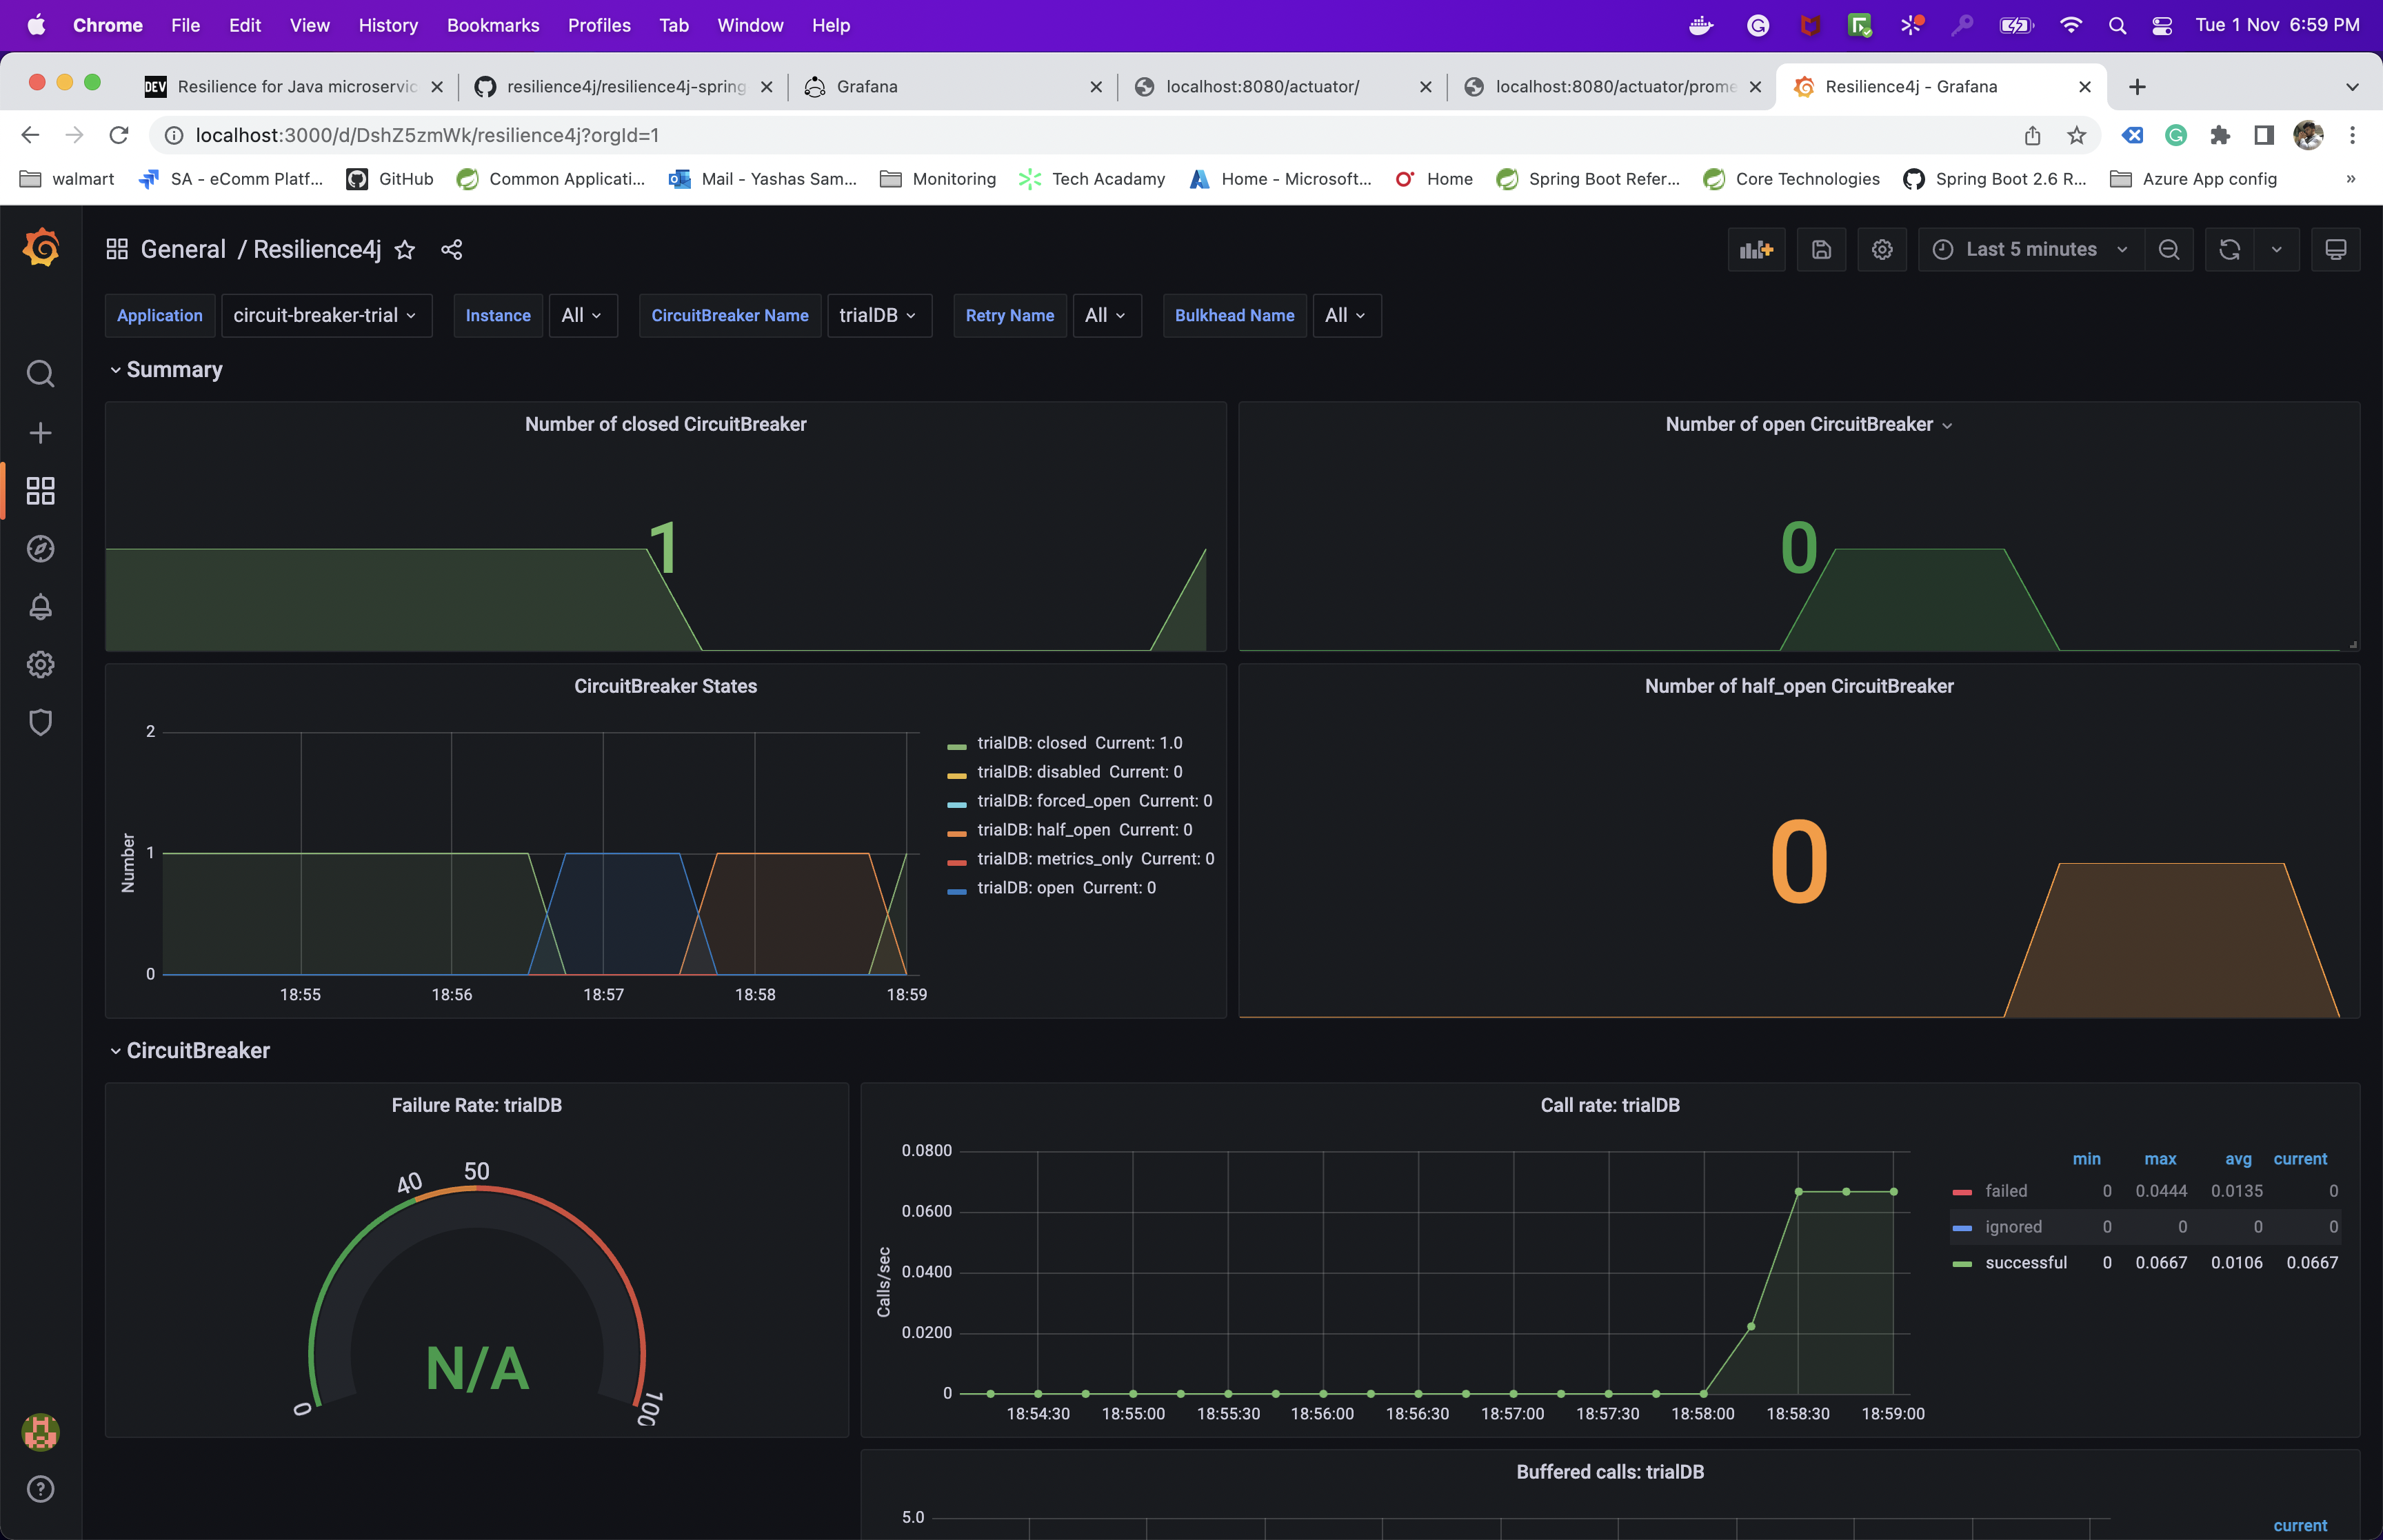 Chrome File Edit View History Bookmarks Profiles Tab Window Help Tue 1 Nov 6:59 PM
DEV Resilience for Java microservic resilience4j/resilience4j-spring Grafana localhost:8080/actuator/ localhost:8080/actuator/prome Resilience4j - Grafana
localhost:3000/d/DshZ5zmWk/resilience4j?orgId=1
walmart SA - eComm Platf... GitHub Common Applicati... Mail - Yashas Sam... Monitoring Tech Acadamy Home - Microsoft... Home Spring Boot Refer... Core Technologies Spring Boot 2.6 R... Azure App config »
General / Resilience4j Last 5 minutes
Application circuit-breaker-trial Instance All CircuitBreaker Name trialDB Retry Name All Bulkhead Name All
Summary
Number of closed CircuitBreaker
1
Number of open CircuitBreaker
0
CircuitBreaker States
Number
2
1
0
18:55 18:56 18:57 18:58 18:59
trialDB: closed Current: 1.0
trialDB: disabled Current: 0
trialDB: forced_open Current: 0
trialDB: half_open Current: 0
trialDB: metrics_only Current: 0
trialDB: open Current: 0
Number of half_open CircuitBreaker
0
CircuitBreaker
Failure Rate: trialDB
0 40 50 100
N/A
Call rate: trialDB
Calls/sec
0.0800
0.0600
0.0400
0.0200
0
18:54:30 18:55:00 18:55:30 18:56:00 18:56:30 18:57:00 18:57:30 18:58:00 18:58:30 18:59:00
min max avg current
failed 0 0.0444 0.0135 0
ignored 0 0 0 0
successful 0 0.0667 0.0106 0.0667
Buffered calls: trialDB
5.0
current